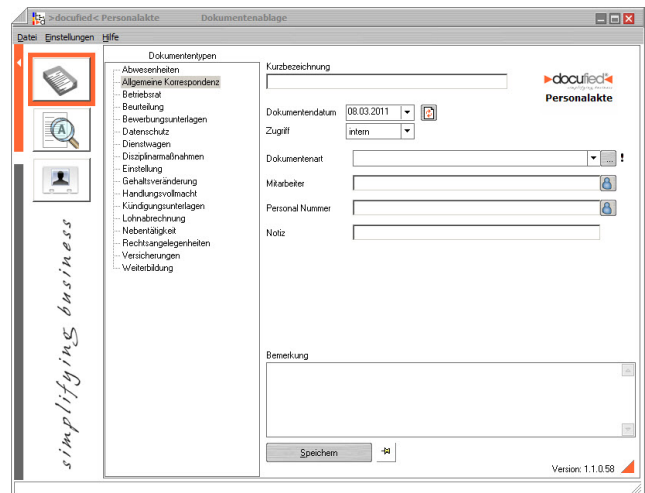 >docufied< Personalakte Dokumentenablage
Datei Einstellungen Hilfe
Dokumententypen
Abwesenheiten
Allgemeine Korrespondenz
Betriebsrat
Beurteilung
Bewerbungsunterlagen
Datenschutz
Dienstwagen
Disziplinarmaßnahmen
Einstellung
Gehaltsveränderung
Handlungsvollmacht
Kündigungsunterlagen
Lohnabrechnung
Nebentätigkeit
Rechtsangelegenheiten
Versicherungen
Weiterbildung
Kurzbezeichnung
docufied
Personalakte
Dokumentendatum 08.03.2011
Zugriff intern
Dokumentenart ... !
Mitarbeiter
Personal Nummer
Notiz
Bemerkung
Speichern
Version: 1.1.0.58
A
simplifying business